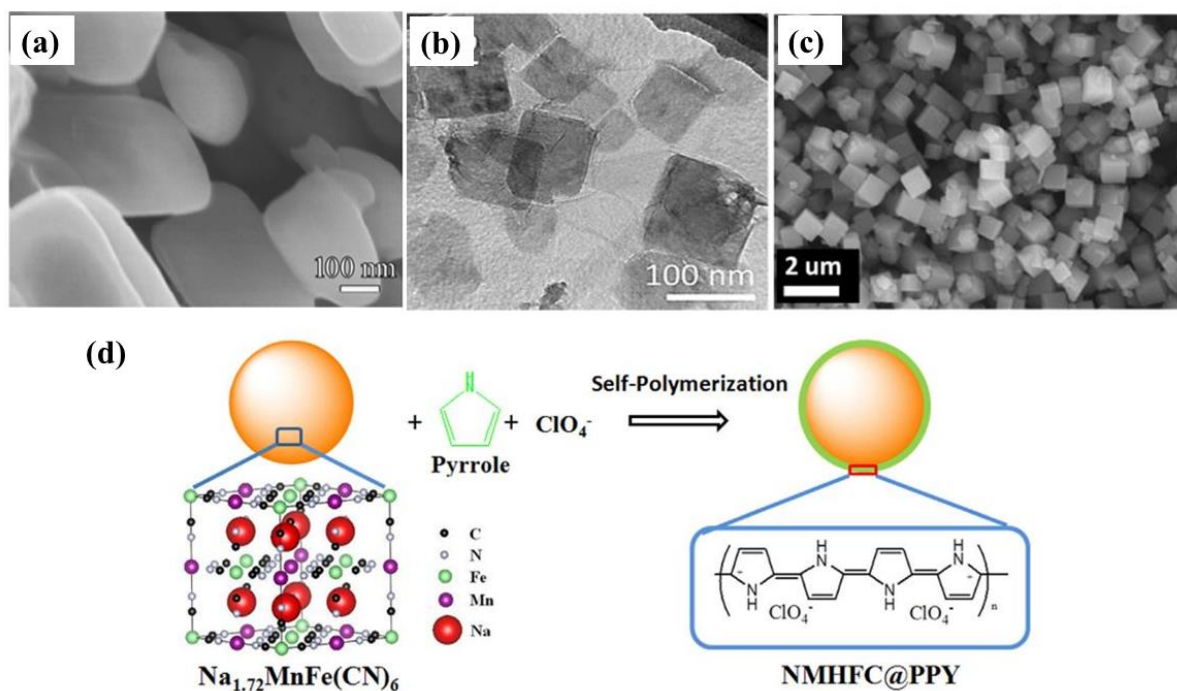 (a)
100 nm
(b)
100 nm
(c)
2 um
(d)
H
N
+ + ClO₄⁻
Pyrrole
Self-Polymerization
C
N
Fe
Mn
Na
Na₁.₇₂MnFe(CN)₆
H
N
H
N
N
H
N
H
n
ClO₄⁻ ClO₄⁻
NMHFC@PPY